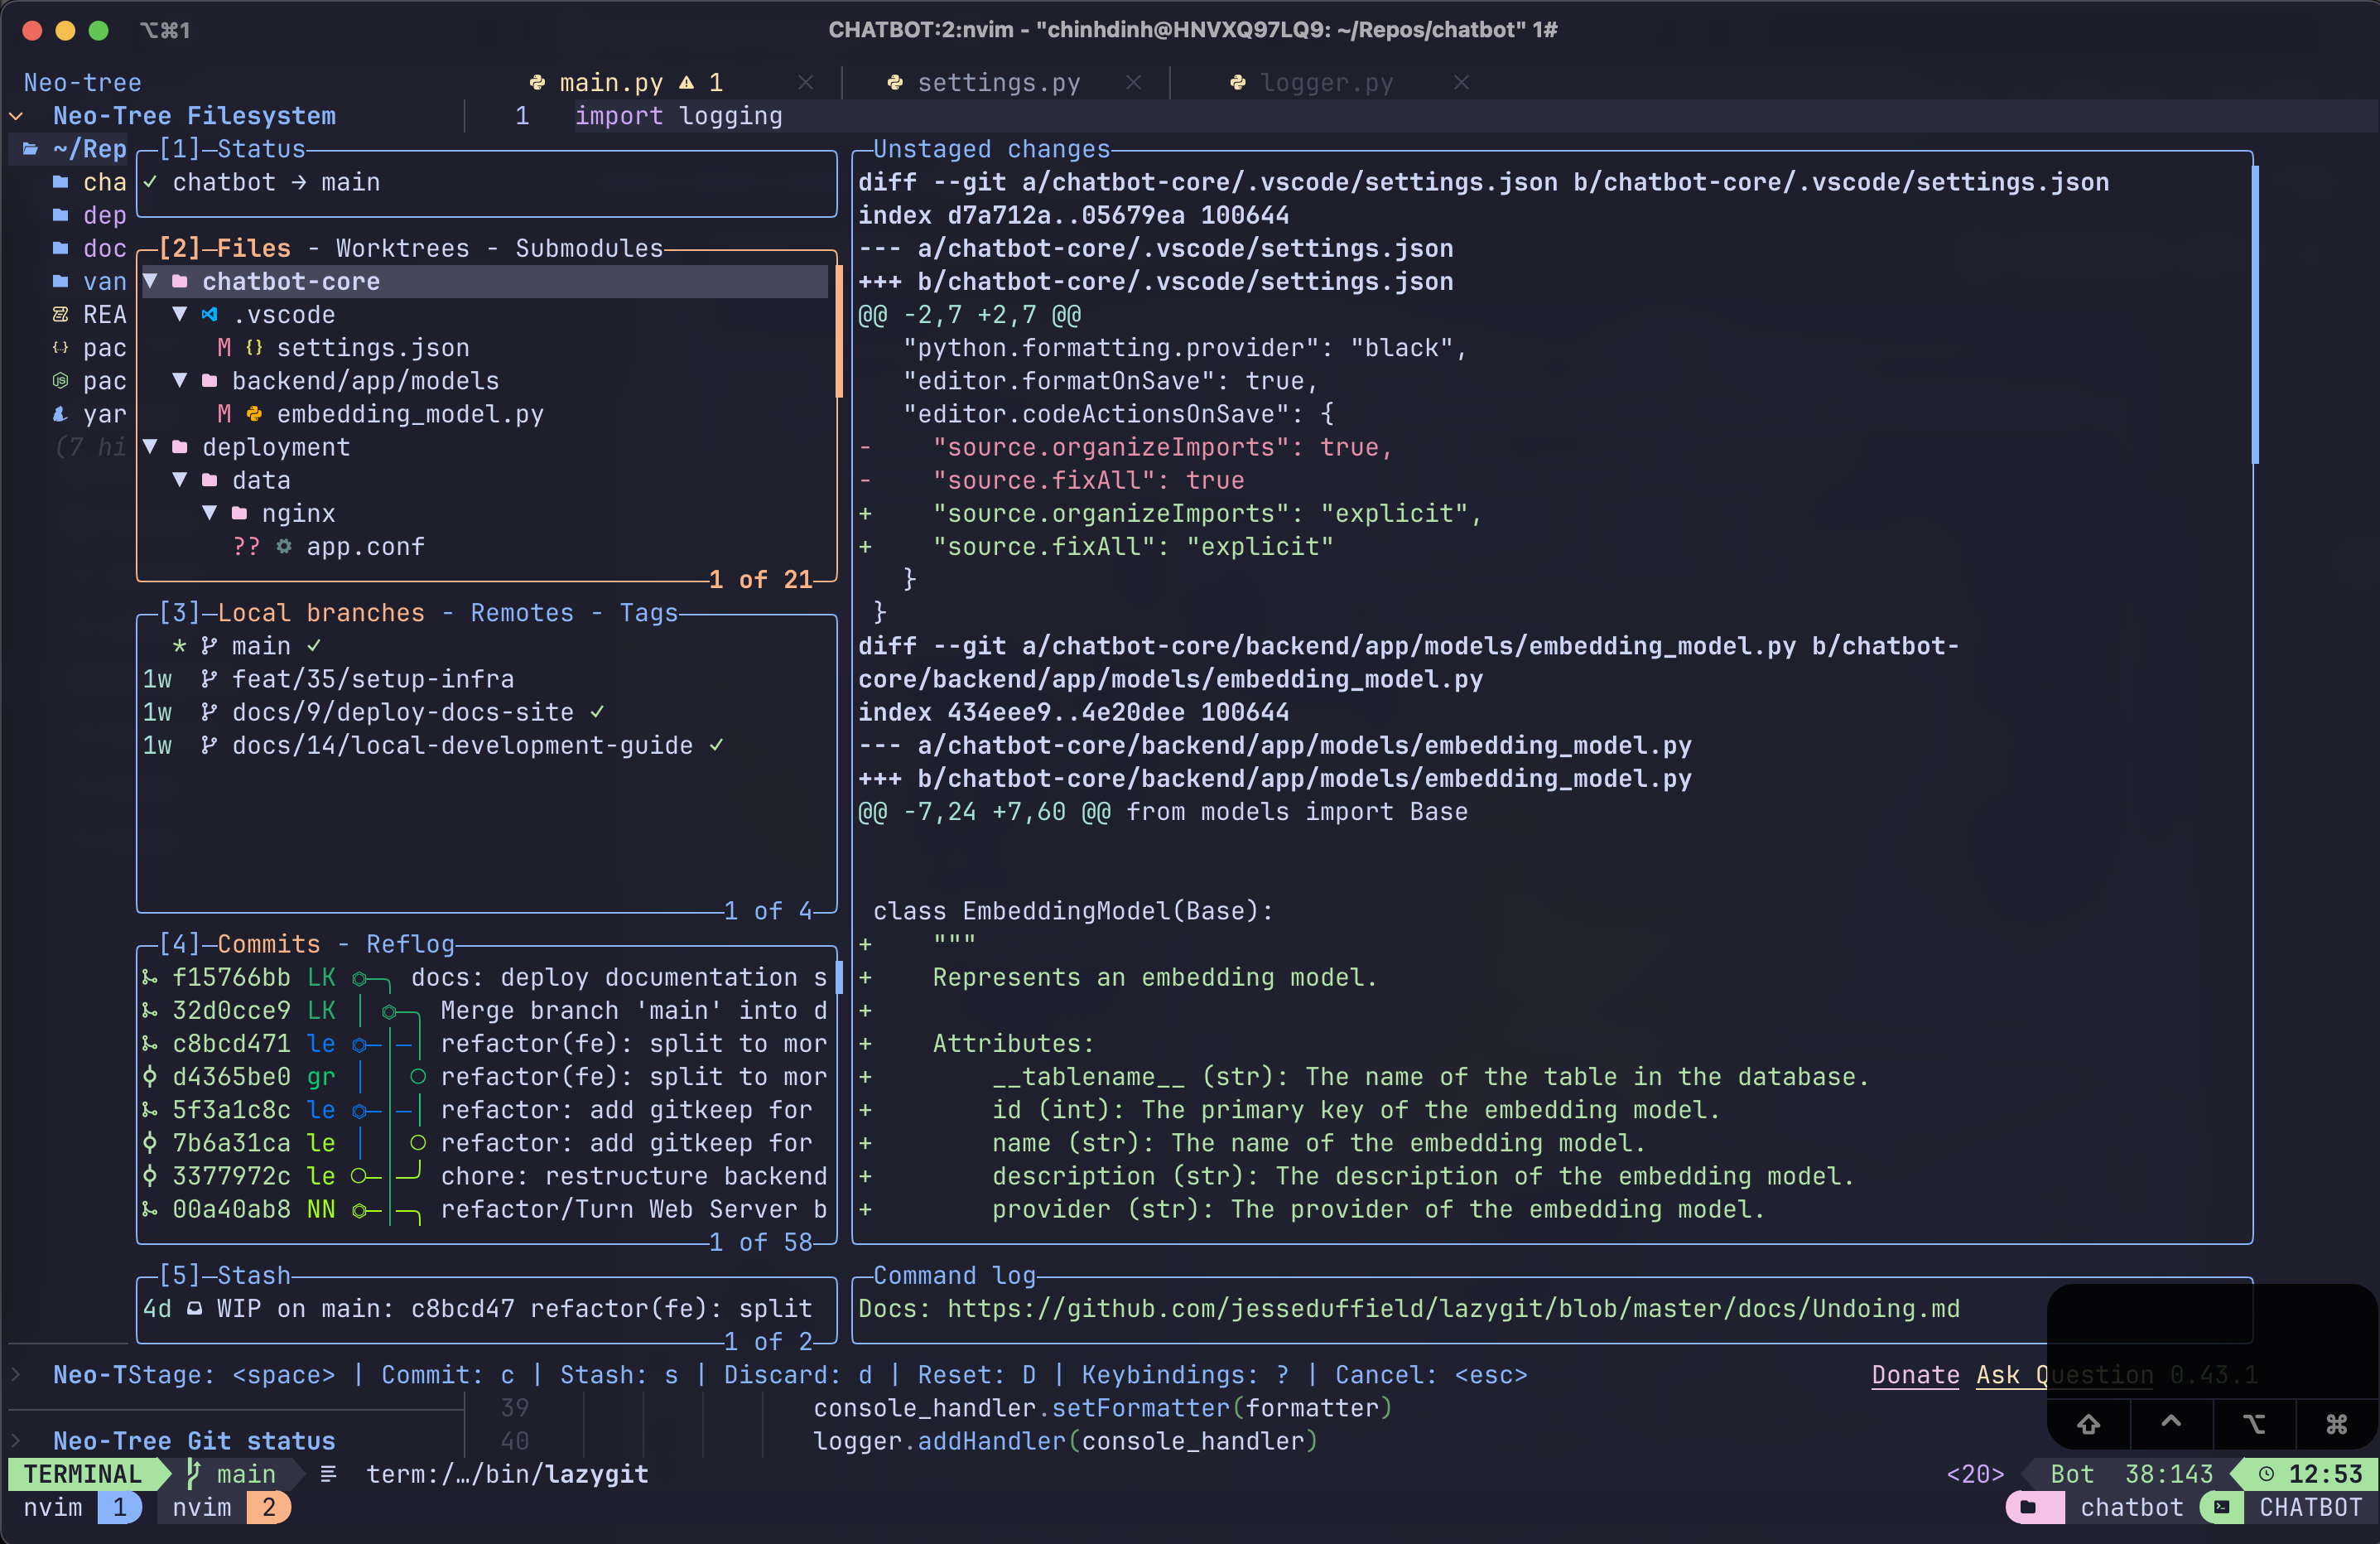 ⌥⌘1 CHATBOT:2:nvim - "chinhdinh@HNVXQ97LQ9: ~/Repos/chatbot" 1#
Neo-tree main.py 1 settings.py logger.py
Neo-Tree Filesystem 1 import logging
~/Rep
cha
dep
doc
van
REA
pac
pac
yar
(7 hi
[1]─Status
✓ chatbot → main
[2]─Files - Worktrees - Submodules
▼ chatbot-core
▼ .vscode
M {} settings.json
▼ backend/app/models
M embedding_model.py
▼ deployment
▼ data
▼ nginx
?? app.conf
1 of 21
[3]─Local branches - Remotes - Tags
* main ✓
1w feat/35/setup-infra
1w docs/9/deploy-docs-site ✓
1w docs/14/local-development-guide ✓
1 of 4
[4]─Commits - Reflog
f15766bb LK docs: deploy documentation s
32d0cce9 LK Merge branch 'main' into d
c8bcd471 le refactor(fe): split to mor
d4365be0 gr refactor(fe): split to mor
5f3a1c8c le refactor: add gitkeep for
7b6a31ca le refactor: add gitkeep for
3377972c le chore: restructure backend
00a40ab8 NN refactor/Turn Web Server b
1 of 58
[5]─Stash
4d WIP on main: c8bcd47 refactor(fe): split
1 of 2
Unstaged changes
diff --git a/chatbot-core/.vscode/settings.json b/chatbot-core/.vscode/settings.json
index d7a712a..05679ea 100644
--- a/chatbot-core/.vscode/settings.json
+++ b/chatbot-core/.vscode/settings.json
@@ -2,7 +2,7 @@
"python.formatting.provider": "black",
"editor.formatOnSave": true,
"editor.codeActionsOnSave": {
- "source.organizeImports": true,
- "source.fixAll": true
+ "source.organizeImports": "explicit",
+ "source.fixAll": "explicit"
}
}
diff --git a/chatbot-core/backend/app/models/embedding_model.py b/chatbot-
core/backend/app/models/embedding_model.py
index 434eee9..4e20dee 100644
--- a/chatbot-core/backend/app/models/embedding_model.py
+++ b/chatbot-core/backend/app/models/embedding_model.py
@@ -7,24 +7,60 @@ from models import Base
class EmbeddingModel(Base):
+ """
+ Represents an embedding model.
+
+ Attributes:
+ __tablename__ (str): The name of the table in the database.
+ id (int): The primary key of the embedding model.
+ name (str): The name of the embedding model.
+ description (str): The description of the embedding model.
+ provider (str): The provider of the embedding model.
Command log
Docs: https://github.com/jesseduffield/lazygit/blob/master/docs/Undoing.md
Neo-TStage: <space> | Commit: c | Stash: s | Discard: d | Reset: D | Keybindings: ? | Cancel: <esc> Donate Ask Question 0.43.1
39 console_handler.setFormatter(formatter)
Neo-Tree Git status 40 logger.addHandler(console_handler)
⇧ ^ ⌥ ⌘
TERMINAL main term:/…/bin/lazygit <20> Bot 38:143 12:53
nvim 1 nvim 2 chatbot CHATBOT